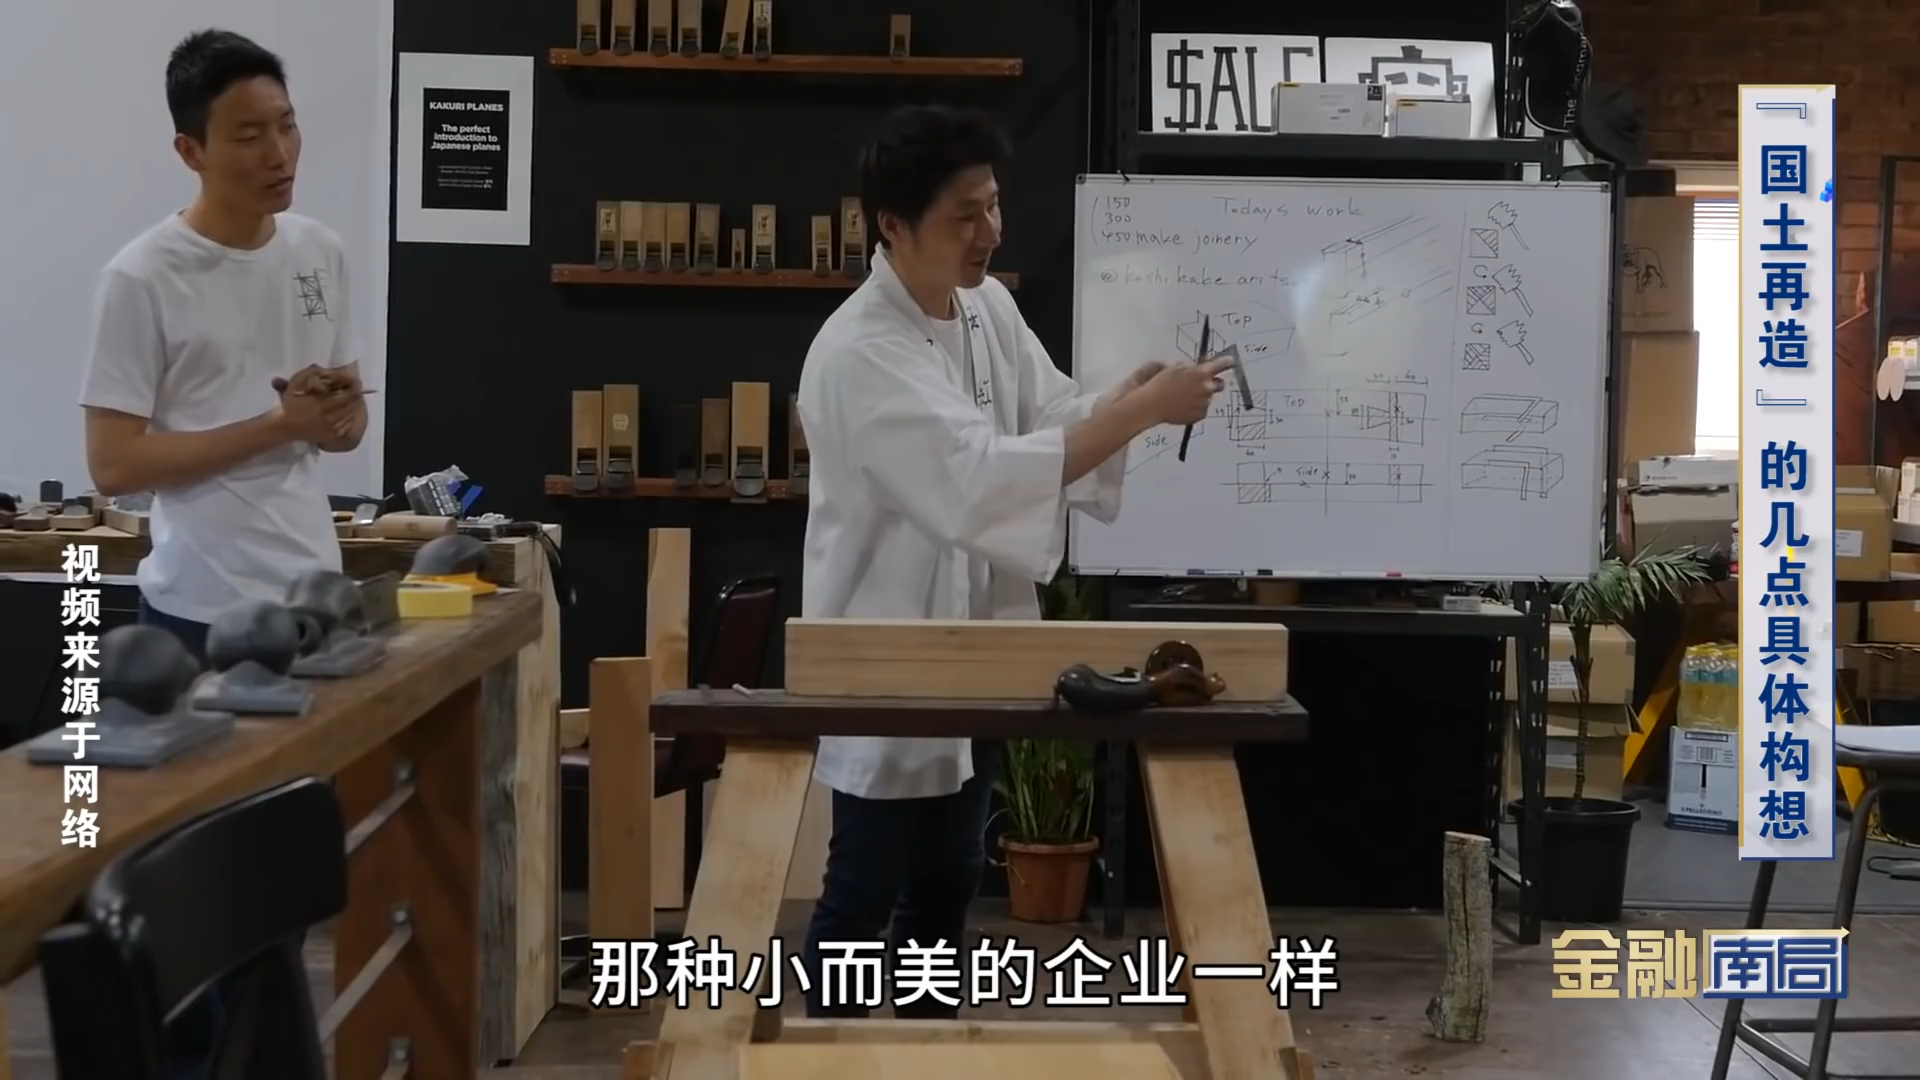 KAKURI PLANES
The perfect
introduction to
Japanese planes
$ALE
150
300
450 make joinery
Todays work
Top
side
Top
side
side
『国土再造』的几点具体构想
视频来源于网络
那种小而美的企业一样
金融南局